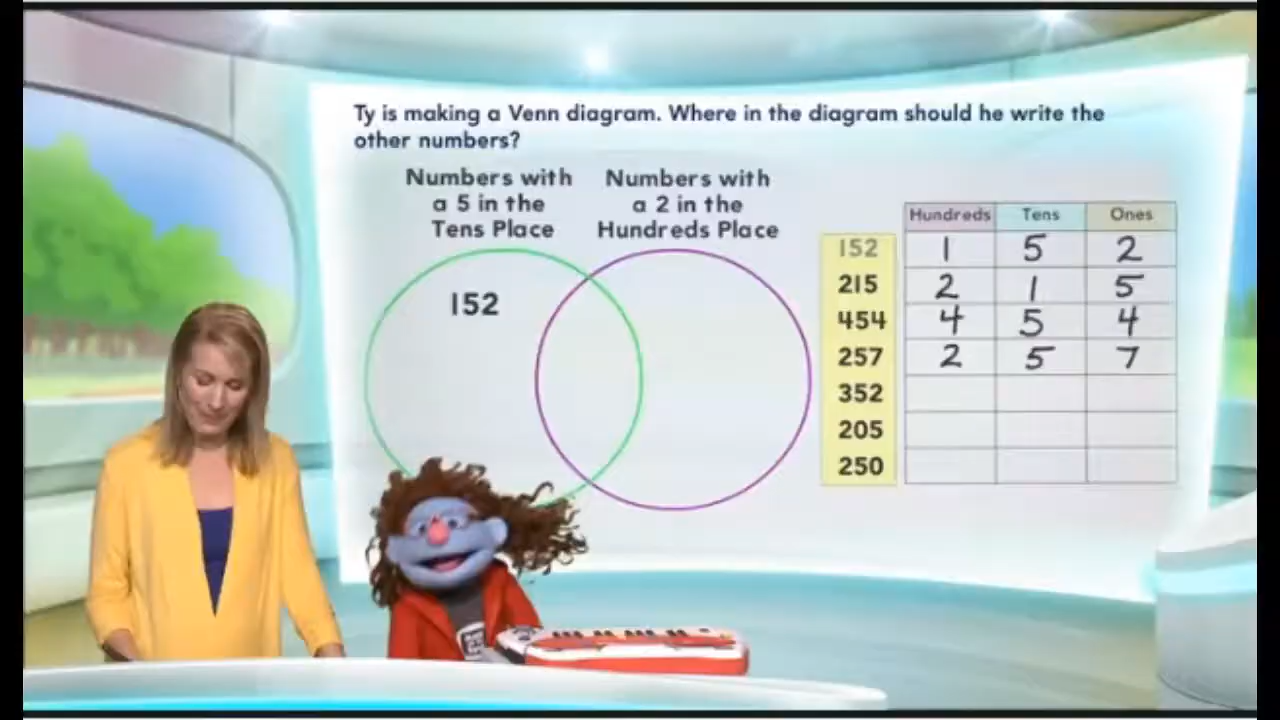 Ty is making a Venn diagram. Where in the diagram should he write the
other numbers?
Numbers with
a 5 in the
Tens Place
Numbers with
a 2 in the
Hundreds Place
152
Hundreds Tens Ones
152 1 5 2
215 2 1 5
454 4 5 4
257 2 5 7
352
205
250